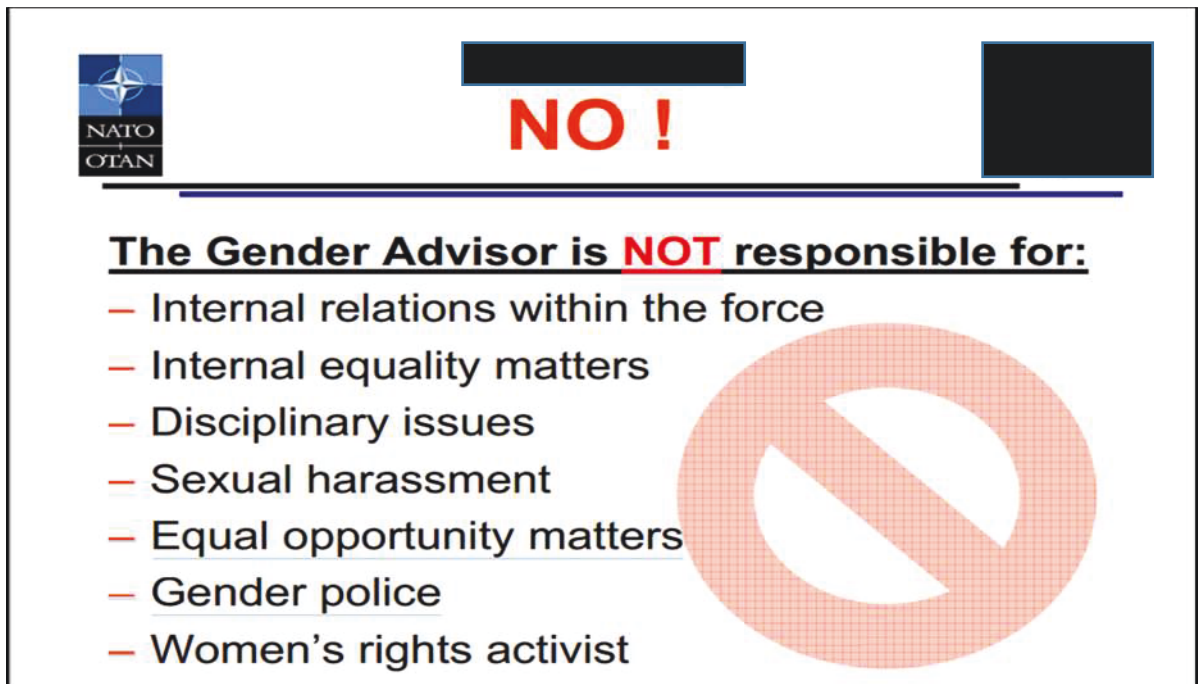 NATO
OTAN
NO !
The Gender Advisor is NOT responsible for:
– Internal relations within the force
– Internal equality matters
– Disciplinary issues
– Sexual harassment
– Equal opportunity matters
– Gender police
– Women’s rights activist